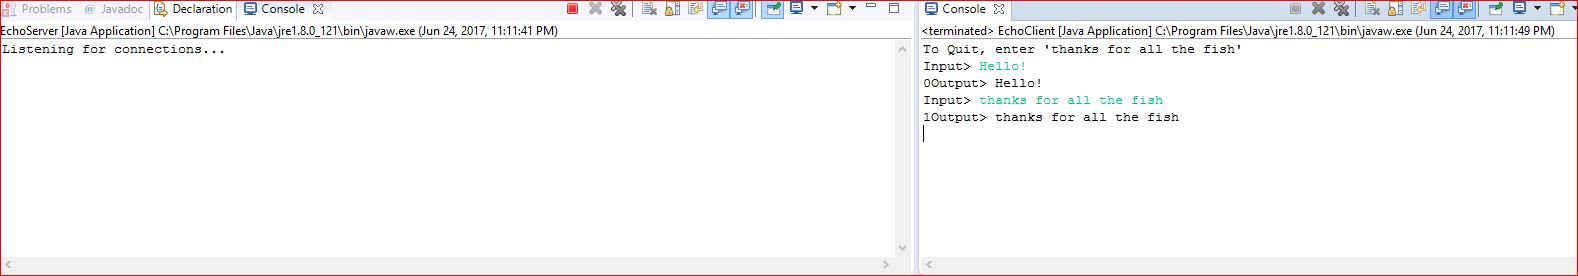 Problems @ Javadoc Declaration Console
EchoServer [Java Application] C:\Program Files\Java\jre1.8.0_121\bin\javaw.exe (Jun 24, 2017, 11:11:41 PM)
Listening for connections...
Console
<terminated> EchoClient [Java Application] C:\Program Files\Java\jre1.8.0_121\bin\javaw.exe (Jun 24, 2017, 11:11:49 PM)
To Quit, enter 'thanks for all the fish'
Input> Hello!
0Output> Hello!
Input> thanks for all the fish
1Output> thanks for all the fish